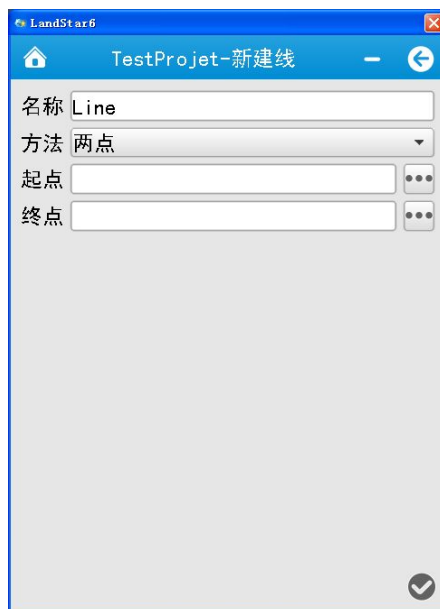 LandStar6
TestProjet-新建线
名称 Line
方法 两点
起点
终点